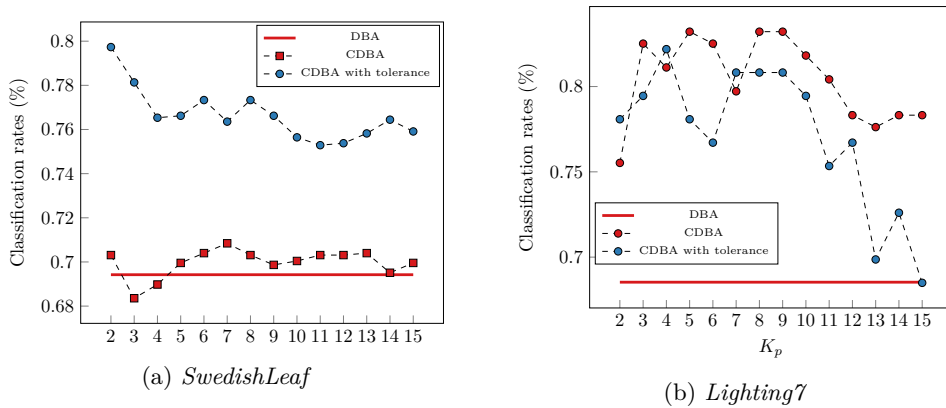 0.8
0.78
0.76
0.74
0.72
0.7
0.68
Classification rates (%)
DBA
CDBA
CDBA with tolerance
2 3 4 5 6 7 8 9 10 11 12 13 14 15
(a) SwedishLeaf
0.8
0.75
0.7
Classification rates (%)
DBA
CDBA
CDBA with tolerance
2 3 4 5 6 7 8 9 10 11 12 13 14 15
K_p
(b) Lighting7